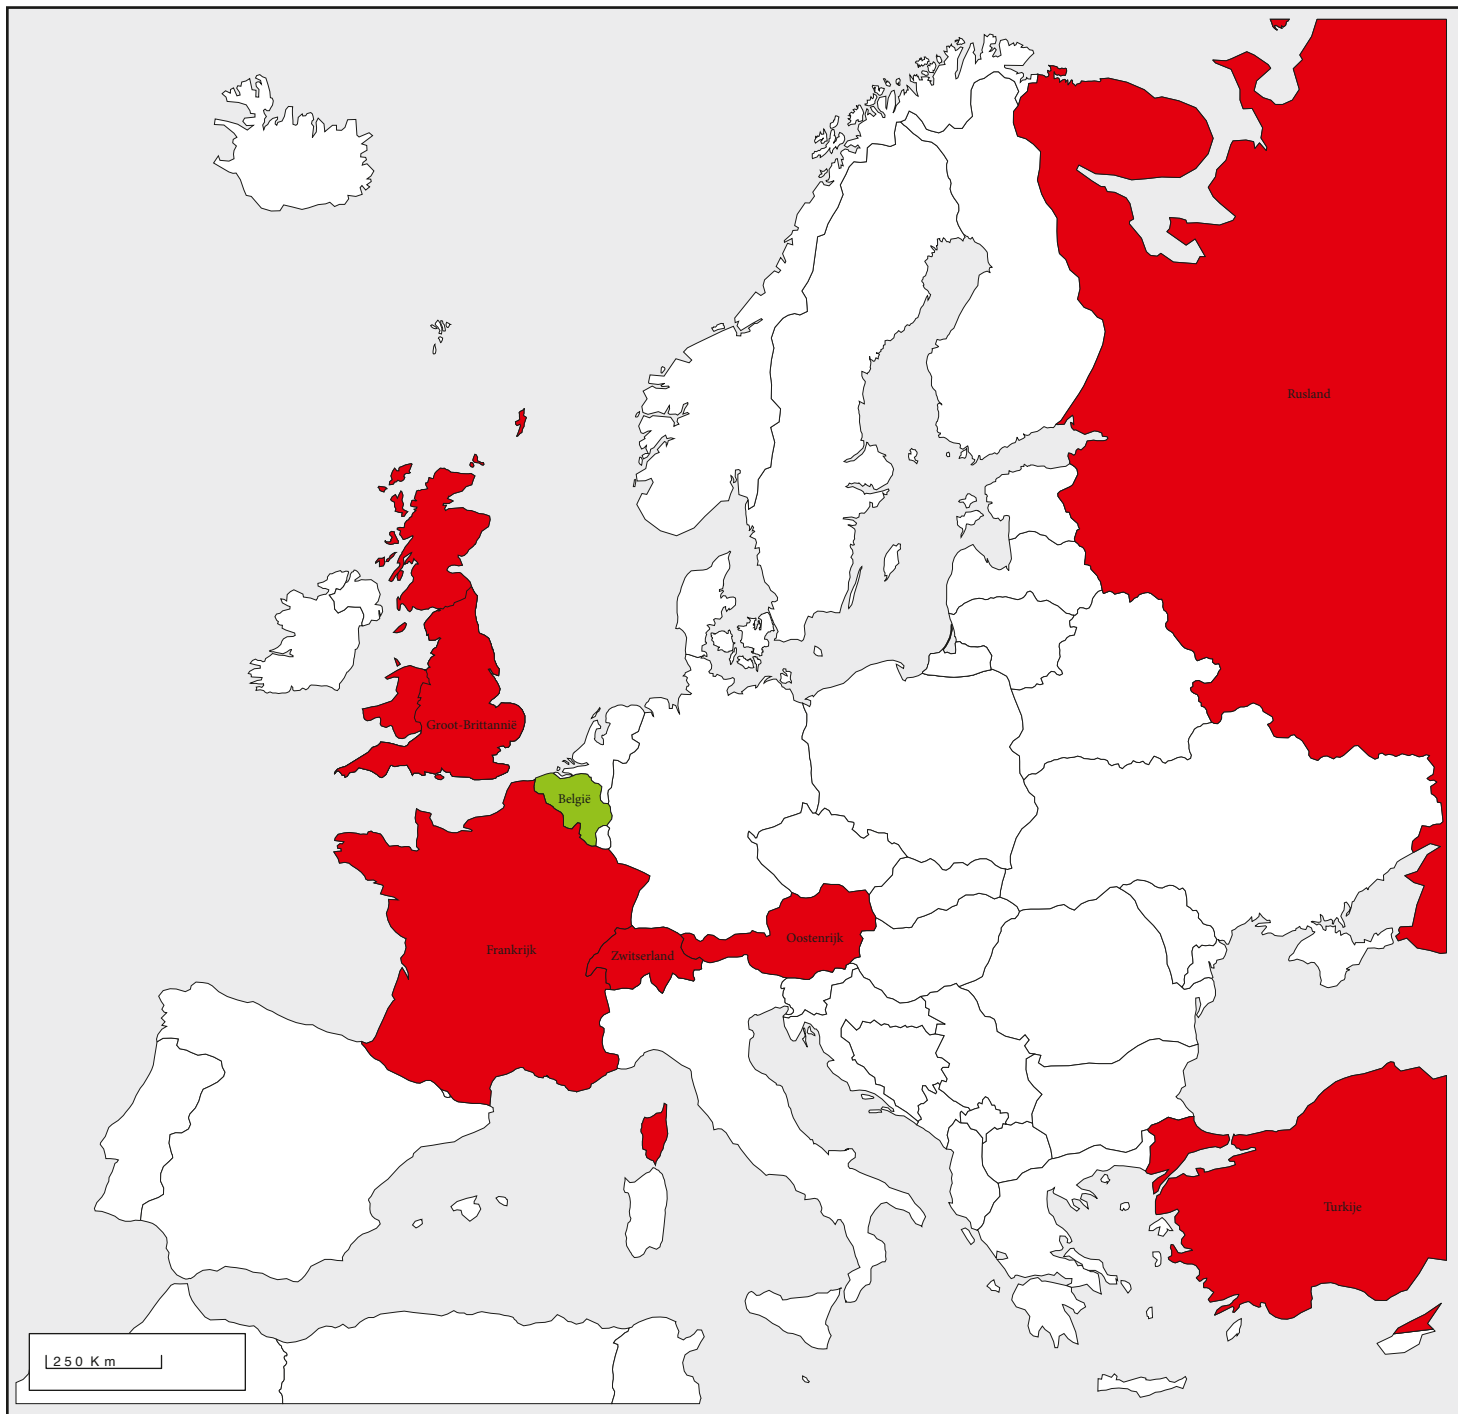 Rusland
Groot-Brittannië
België
Frankrijk
Zwitserland
Oostenrijk
Turkije
250 Km